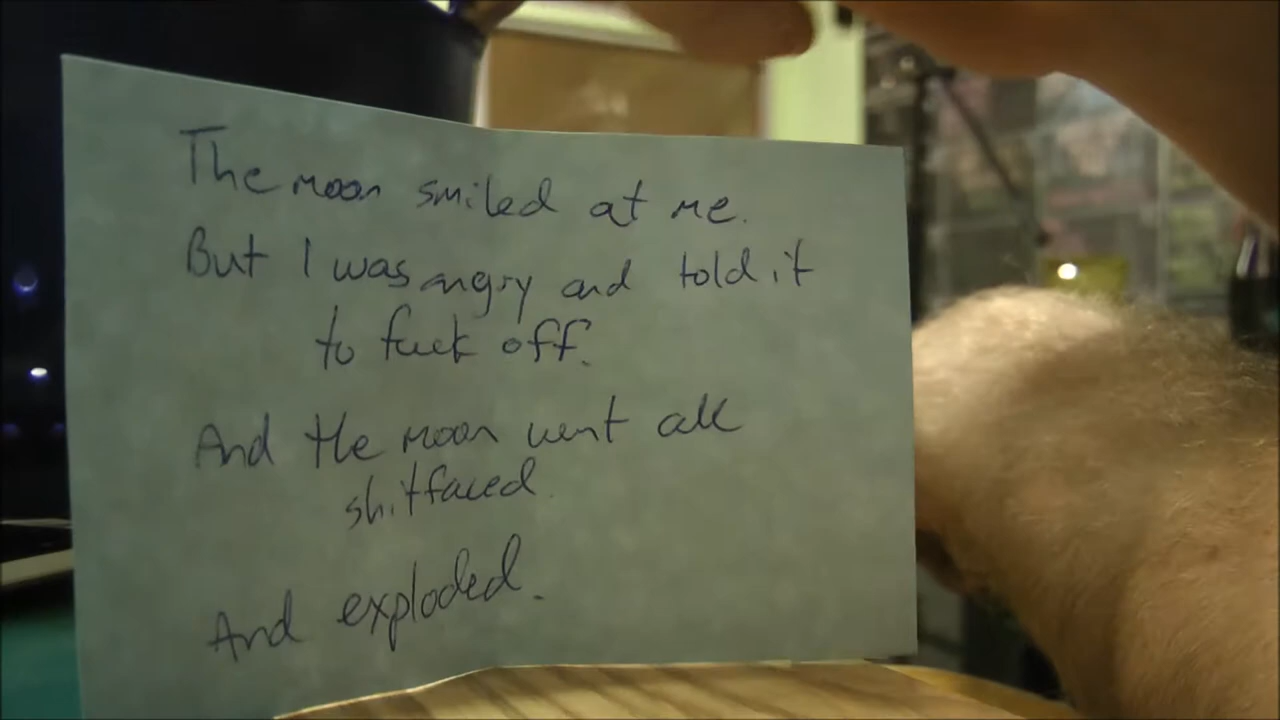 The moon smiled at me.
But I was angry and told it
to fuck off.
And the moon went all
shitfaced.
And exploded.